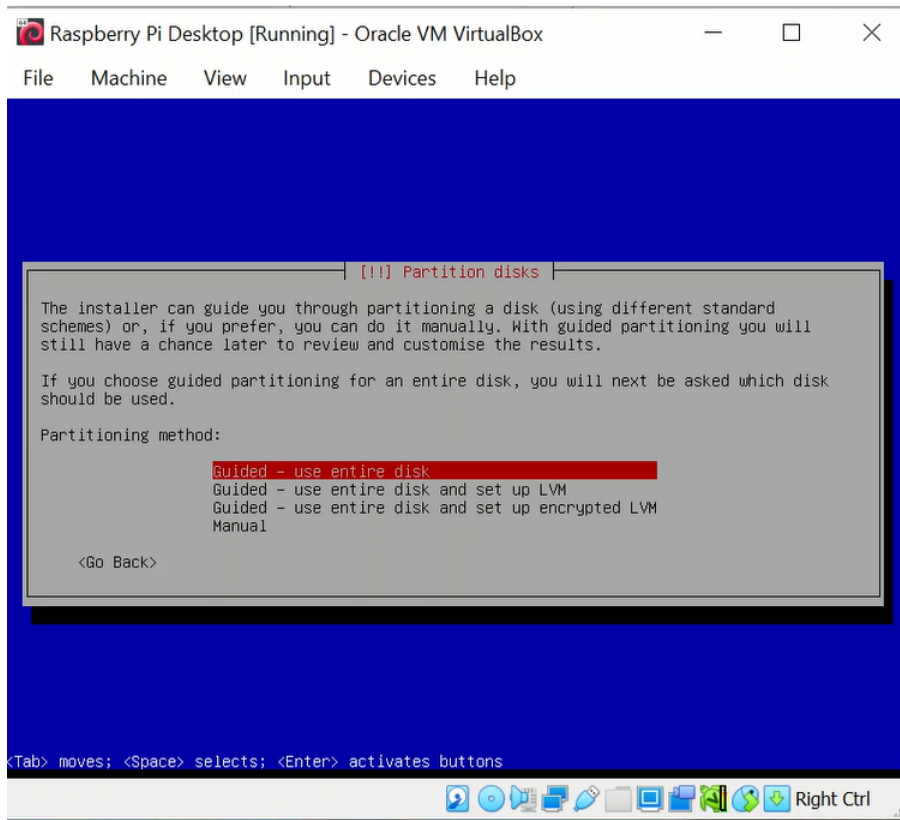 Raspberry Pi Desktop [Running] - Oracle VM VirtualBox
File Machine View Input Devices Help
[!!] Partition disks
The installer can guide you through partitioning a disk (using different standard
schemes) or, if you prefer, you can do it manually. With guided partitioning you will
still have a chance later to review and customise the results.
If you choose guided partitioning for an entire disk, you will next be asked which disk
should be used.
Partitioning method:
Guided – use entire disk
Guided – use entire disk and set up LVM
Guided – use entire disk and set up encrypted LVM
Manual
<Go Back>
<Tab> moves; <Space> selects; <Enter> activates buttons
Right Ctrl